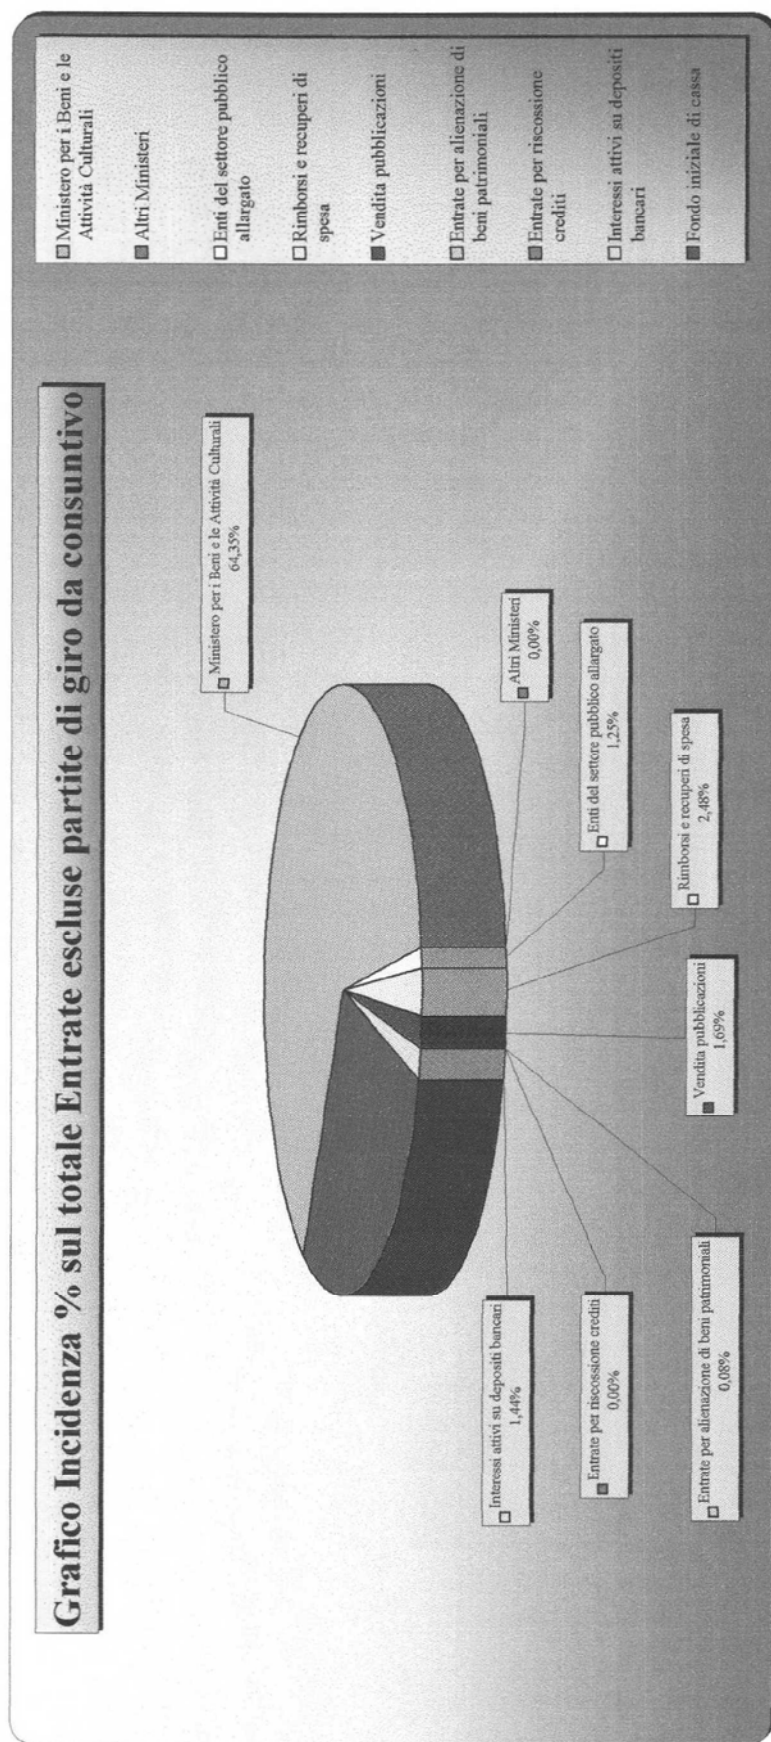 Grafico Incidenza % sul totale Entrate escluse partite di giro da consuntivo
Ministero per i Beni e le Attività Culturali
64,35%
Altri Ministeri
0,00%
Enti del settore pubblico allargato
1,25%
Rimborsi e recuperi di spesa
2,48%
Vendita pubblicazioni
1,69%
Entrate per alienazione di beni patrimoniali
0,08%
Entrate per riscossione crediti
0,00%
Interessi attivi su depositi bancari
1,44%
Ministero per i Beni e le
Attività Culturali
Altri Ministeri
Enti del settore pubblico
allargato
Rimborsi e recuperi di
spesa
Vendita pubblicazioni
Entrate per alienazione di
beni patrimoniali
Entrate per riscossione
crediti
Interessi attivi su depositi
bancari
Fondo iniziale di cassa